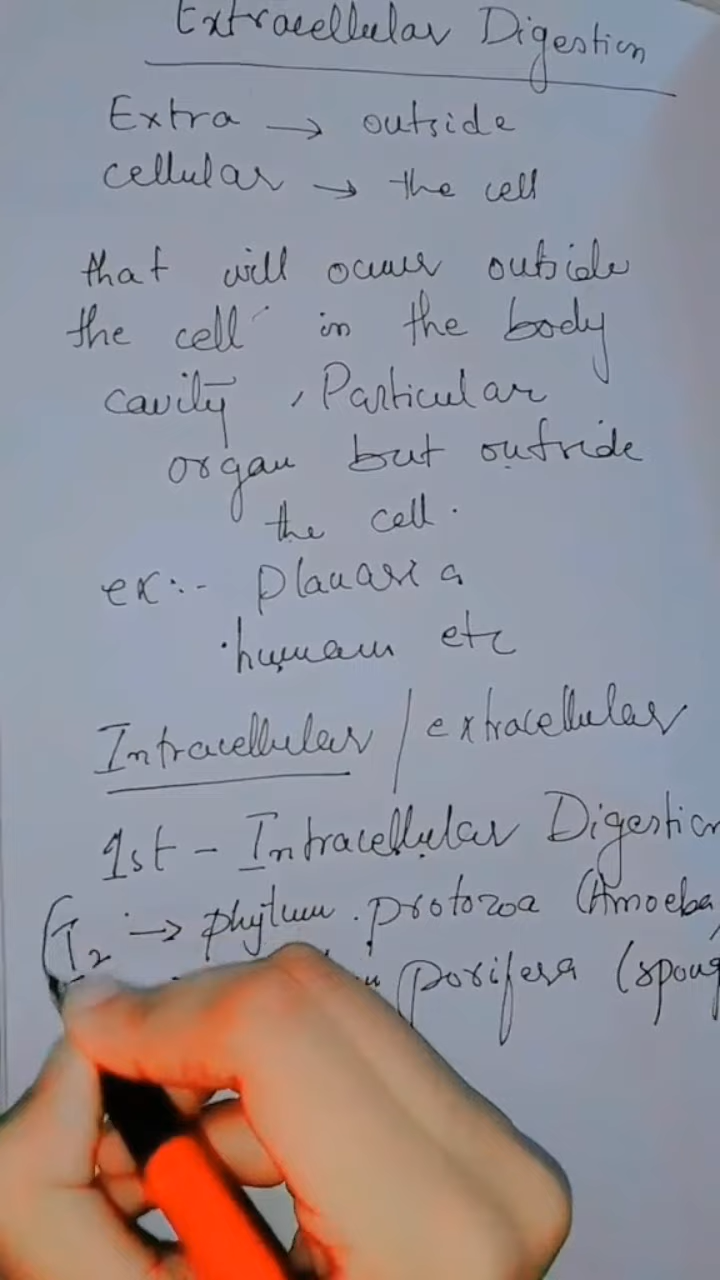 Extracellular Digestion
Extra → outside
cellular → the cell
that will occur outside
the cell in the body
cavity, Particular
organ but outside
the cell.
ex:- planaria
human etc
Intracellular / extracellular
1st - Intracellular Digestion
I2 → phylum protozoa (Amoeba,
porifera (spong